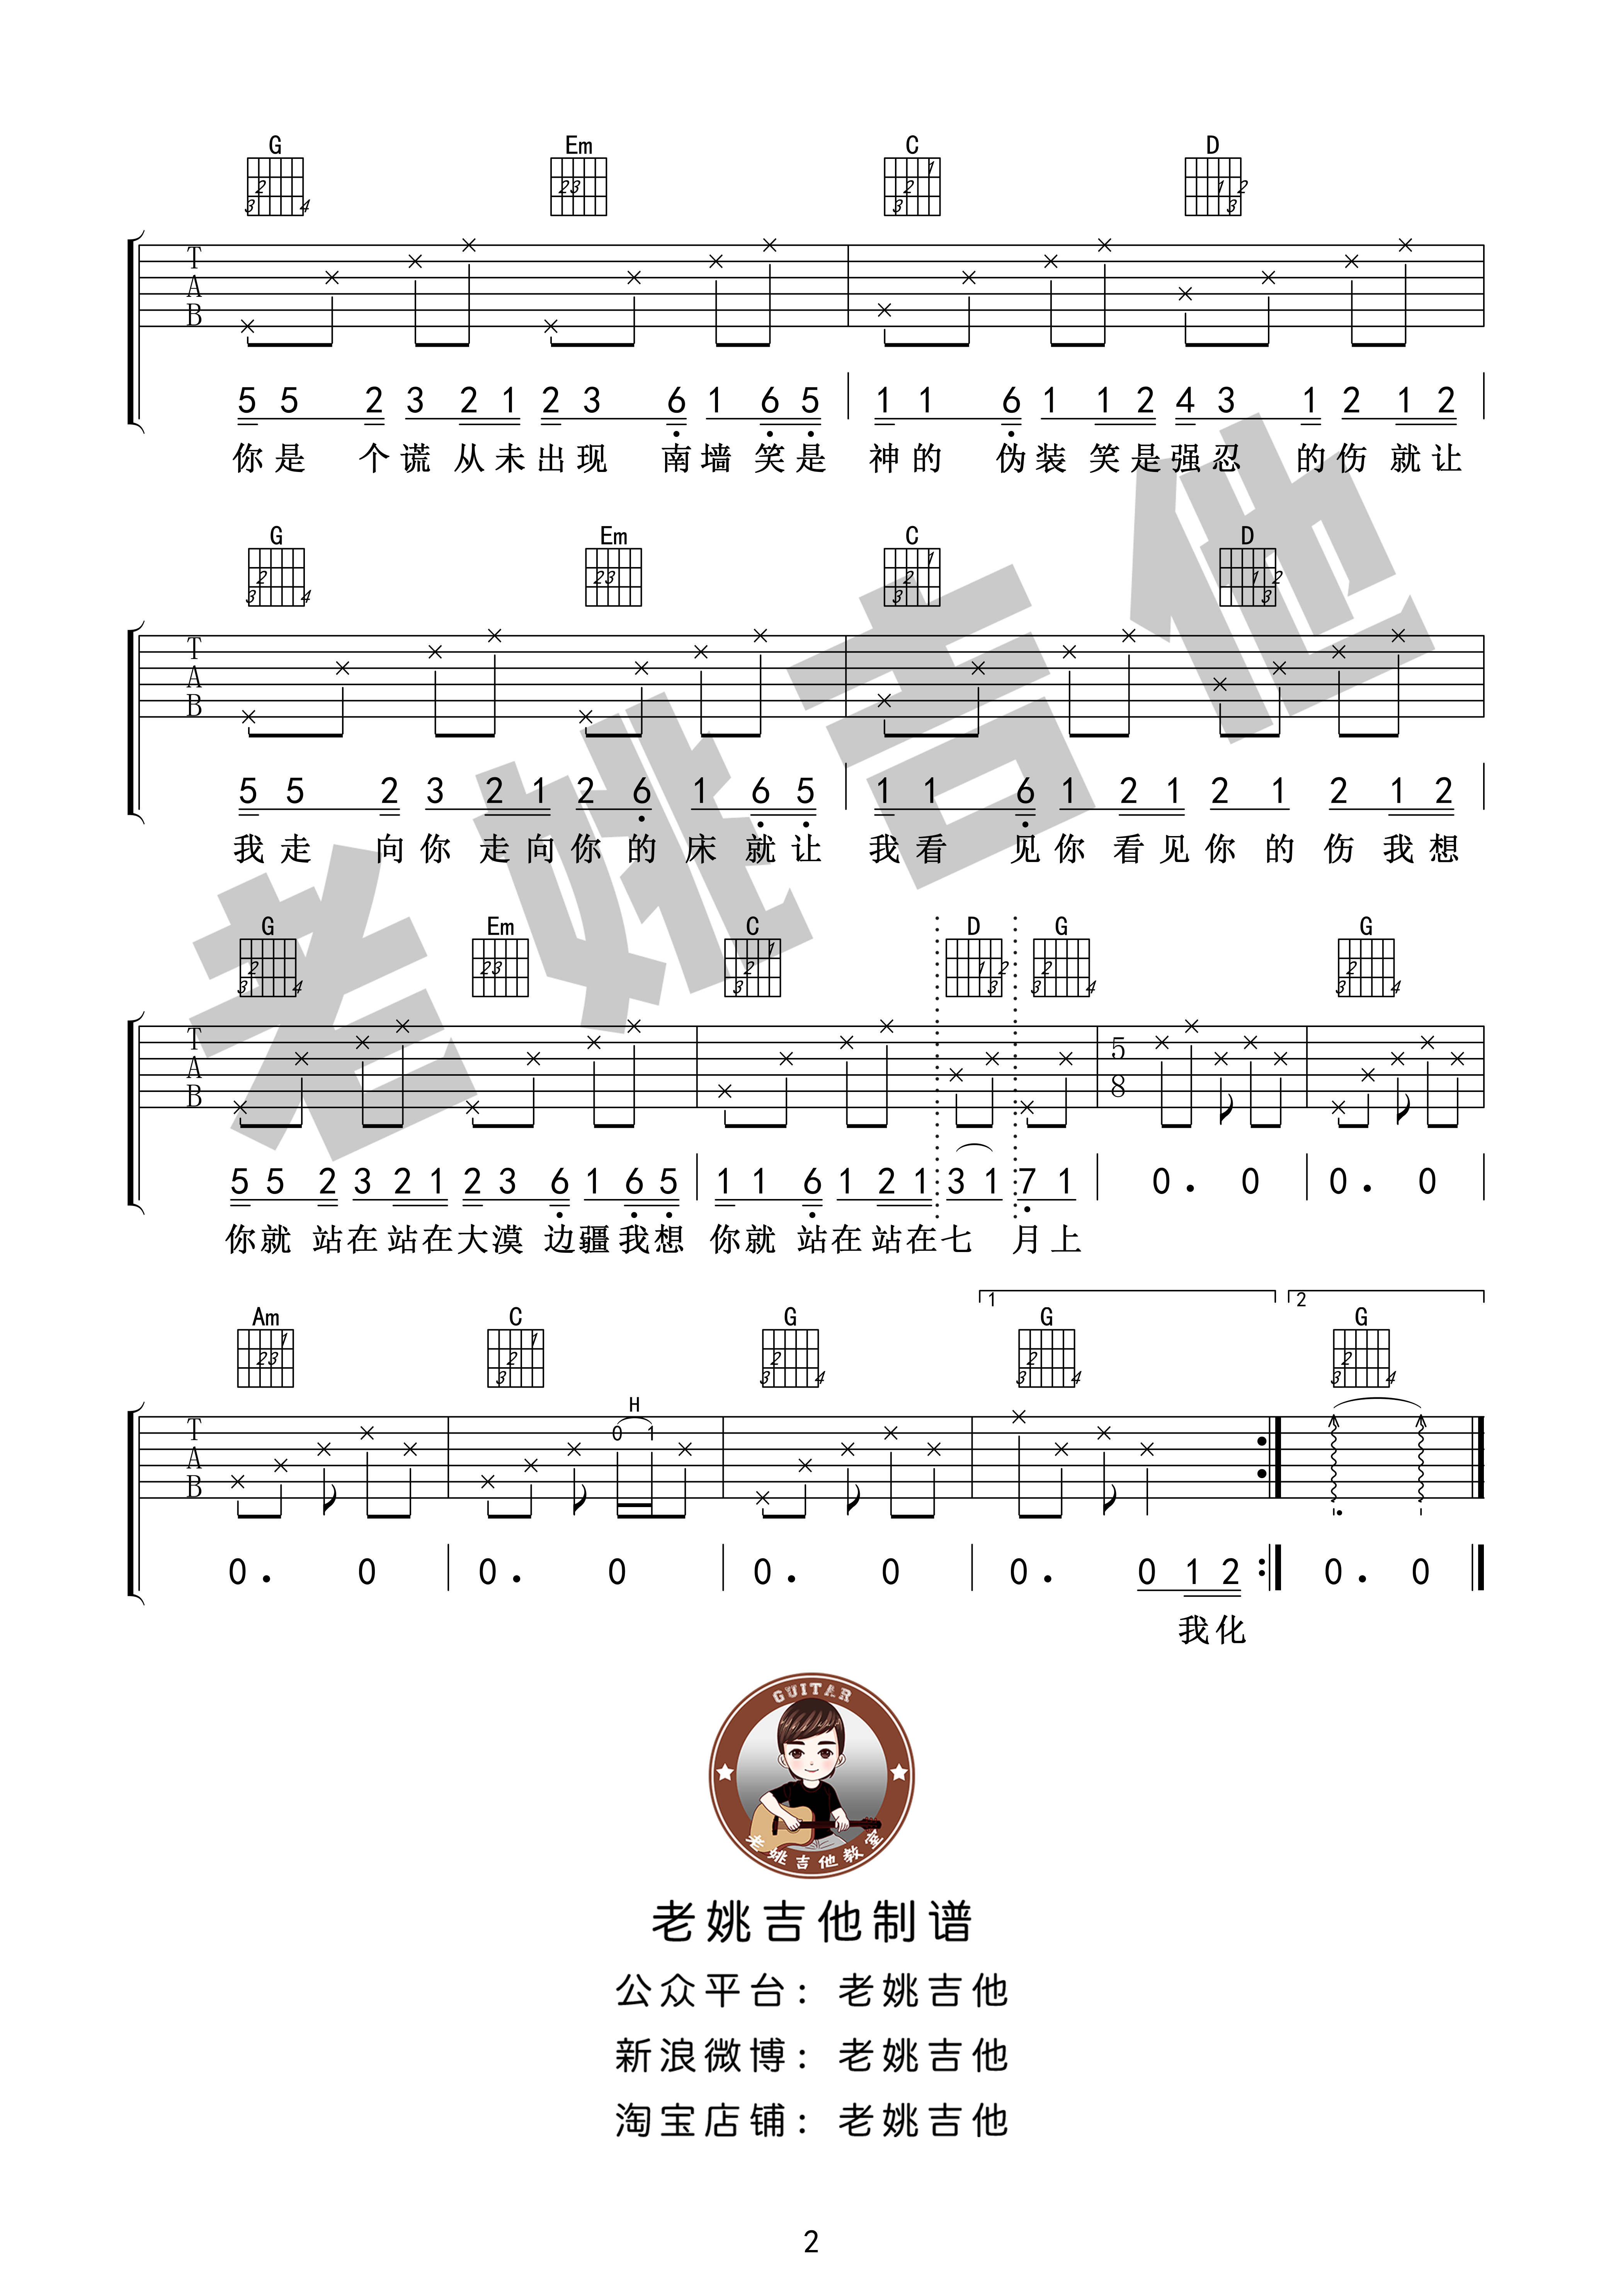 G Em C D
T A B
5 5 2 3 2 1 2 3 6 1 6 5 1 1 6 1 1 2 4 3 1 2 1 2
你是 个谎 从未出现 南墙 笑是 神的 伪装 笑是强忍 的伤 就让
G Em C D
T A B
5 5 2 3 2 1 2 6 1 6 5 1 1 6 1 2 1 2 1 2 1 2
我走 向你 走向你 的 床 就让 我看 见你 看见你 的 伤 我想
G Em C D G G
T A B 5 8
5 5 2 3 2 1 2 3 6 1 6 5 1 1 6 1 2 1 3 1 7 1 0. 0 0. 0
你就 站在站在大漠 边疆我想 你就 站在站在七 月上
1 2
Am C G G G
H
T A B 0 1
0. 0 0. 0 0. 0 0. 0 1 2 0. 0
我化
老姚吉他
GUITAR
老姚吉他教室
老姚吉他制谱
公众平台：老姚吉他
新浪微博：老姚吉他
淘宝店铺：老姚吉他
2